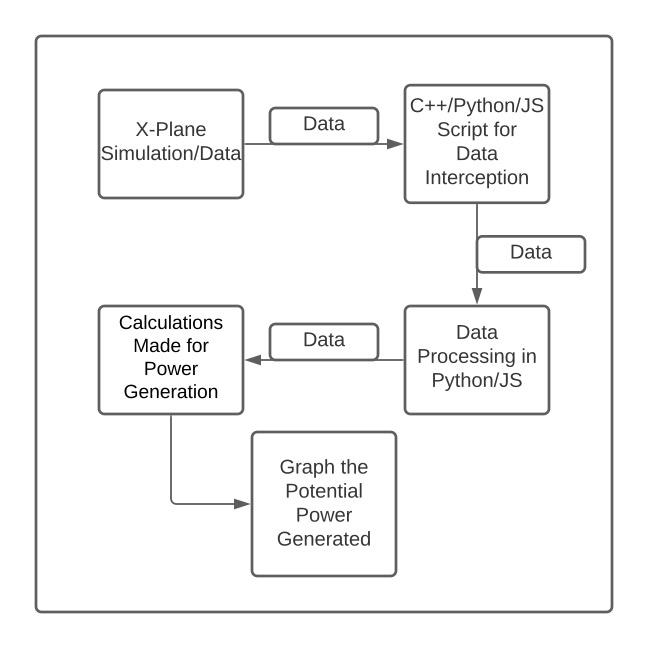 X-Plane
Simulation/Data
Data
C++/Python/JS
Script for
Data
Interception
Data
Data
Processing in
Python/JS
Data
Calculations
Made for
Power
Generation
Graph the
Potential
Power
Generated